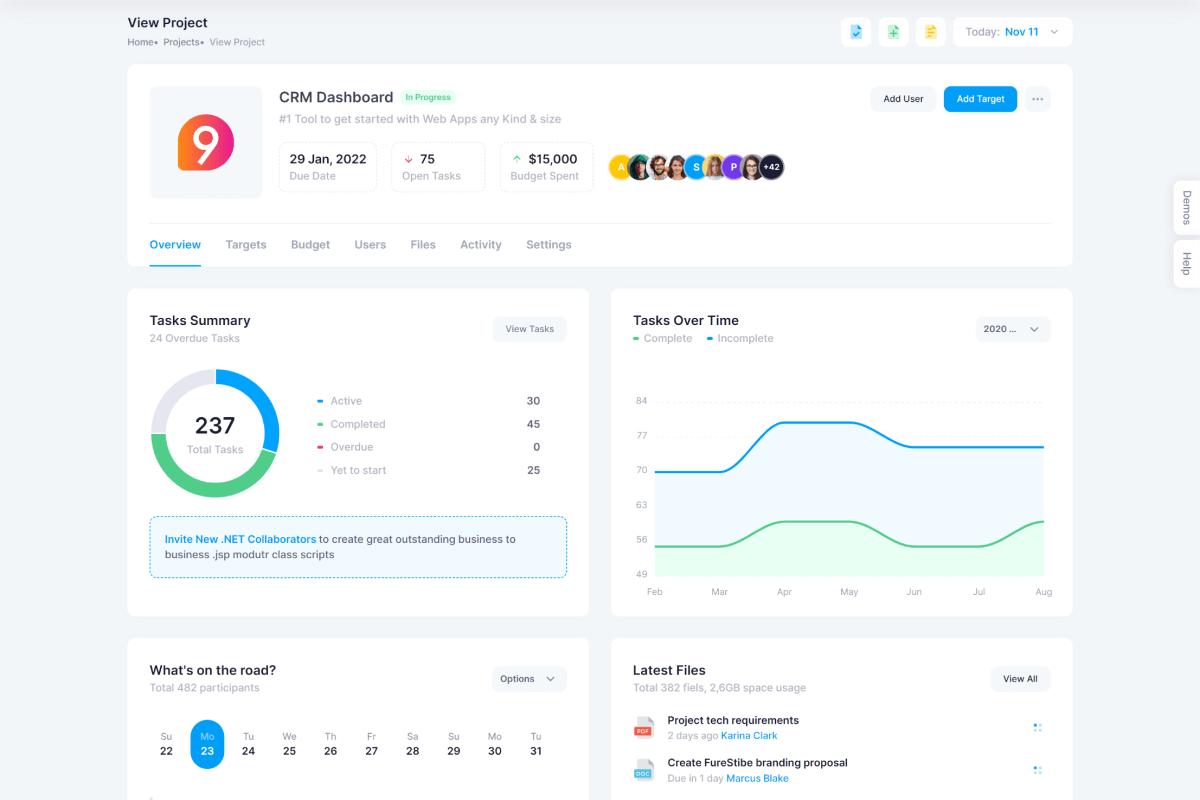 View Project
Home• Projects• View Project
Today: Nov 11
9
CRM Dashboard In Progress
#1 Tool to get started with Web Apps any Kind & size
Add User
Add Target
29 Jan, 2022
Due Date
75
Open Tasks
$15,000
Budget Spent
A
S
P
+42
Overview Targets Budget Users Files Activity Settings
Demos
Help
Tasks Summary
24 Overdue Tasks
View Tasks
237
Total Tasks
Active 30
Completed 45
Overdue 0
Yet to start 25
Invite New .NET Collaborators to create great outstanding business to
business .jsp modutr class scripts
Tasks Over Time
Complete Incomplete
2020 ...
84
77
70
63
56
49
Feb Mar Apr May Jun Jul Aug
What's on the road?
Total 482 participants
Options
Su Mo Tu We Th Fr Sa Su Mo Tu
22 23 24 25 26 27 28 29 30 31
Latest Files
Total 382 fiels, 2,6GB space usage
View All
PDF
Project tech requirements
2 days ago Karina Clark
DOC
Create FureStibe branding proposal
Due in 1 day Marcus Blake